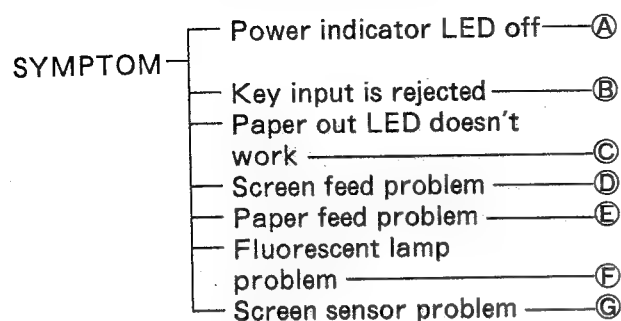 Power indicator LED off Ⓐ
SYMPTOM
Key input is rejected Ⓑ
Paper out LED doesn't
work Ⓒ
Screen feed problem Ⓓ
Paper feed problem Ⓔ
Fluorescent lamp
problem Ⓕ
Screen sensor problem Ⓖ